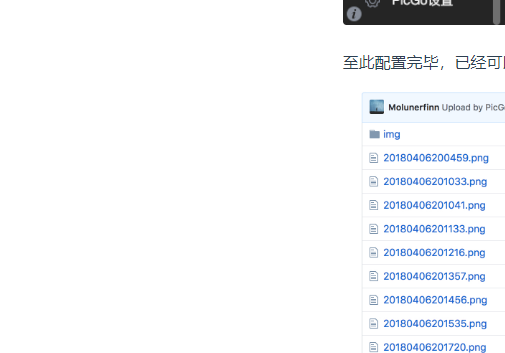 PicGo设置
至此配置完毕，已经可
Molunerfinn Upload by PicG
img
20180406200459.png
20180406201033.png
20180406201041.png
20180406201133.png
20180406201216.png
20180406201357.png
20180406201456.png
20180406201535.png
20180406201720.png